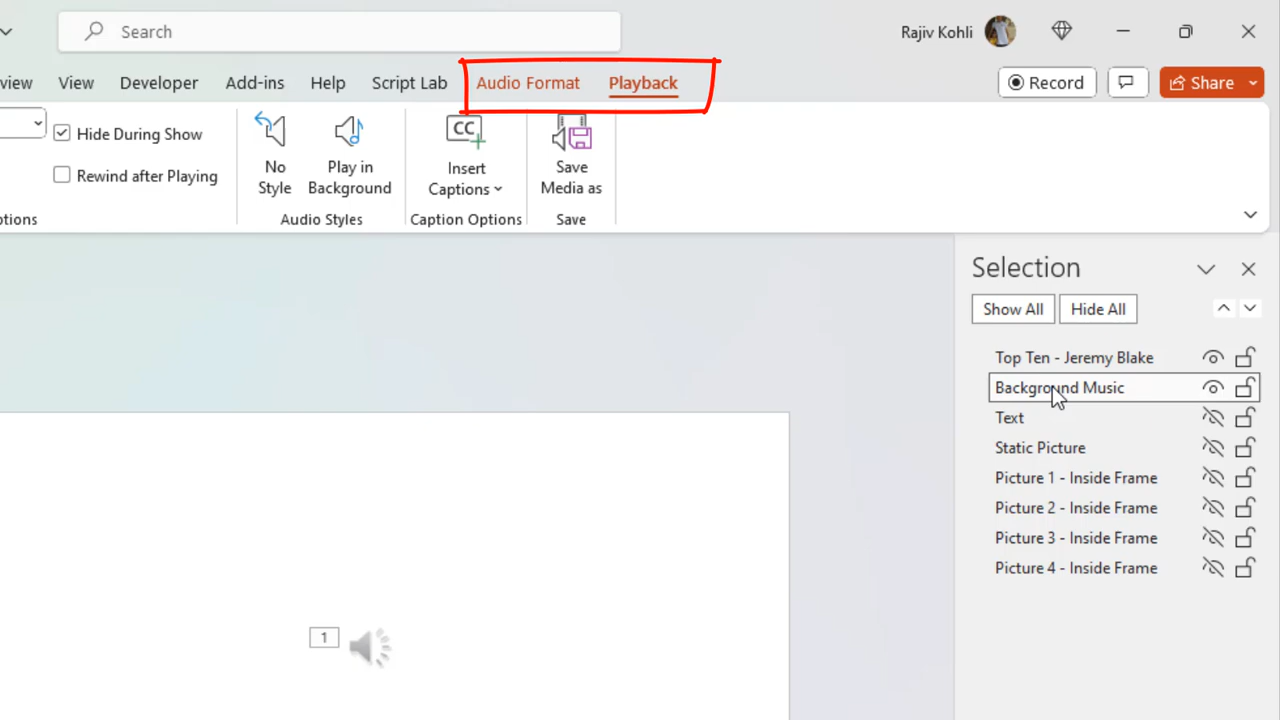 Search
Rajiv Kohli
view View Developer Add-ins Help Script Lab Audio Format Playback Record Share
Hide During Show
Rewind after Playing
No Style
Play in Background
CC
Insert Captions
Save Media as
tions
Audio Styles
Caption Options
Save
Selection
Show All Hide All
Top Ten - Jeremy Blake
Background Music
Text
Static Picture
Picture 1 - Inside Frame
Picture 2 - Inside Frame
Picture 3 - Inside Frame
Picture 4 - Inside Frame
1